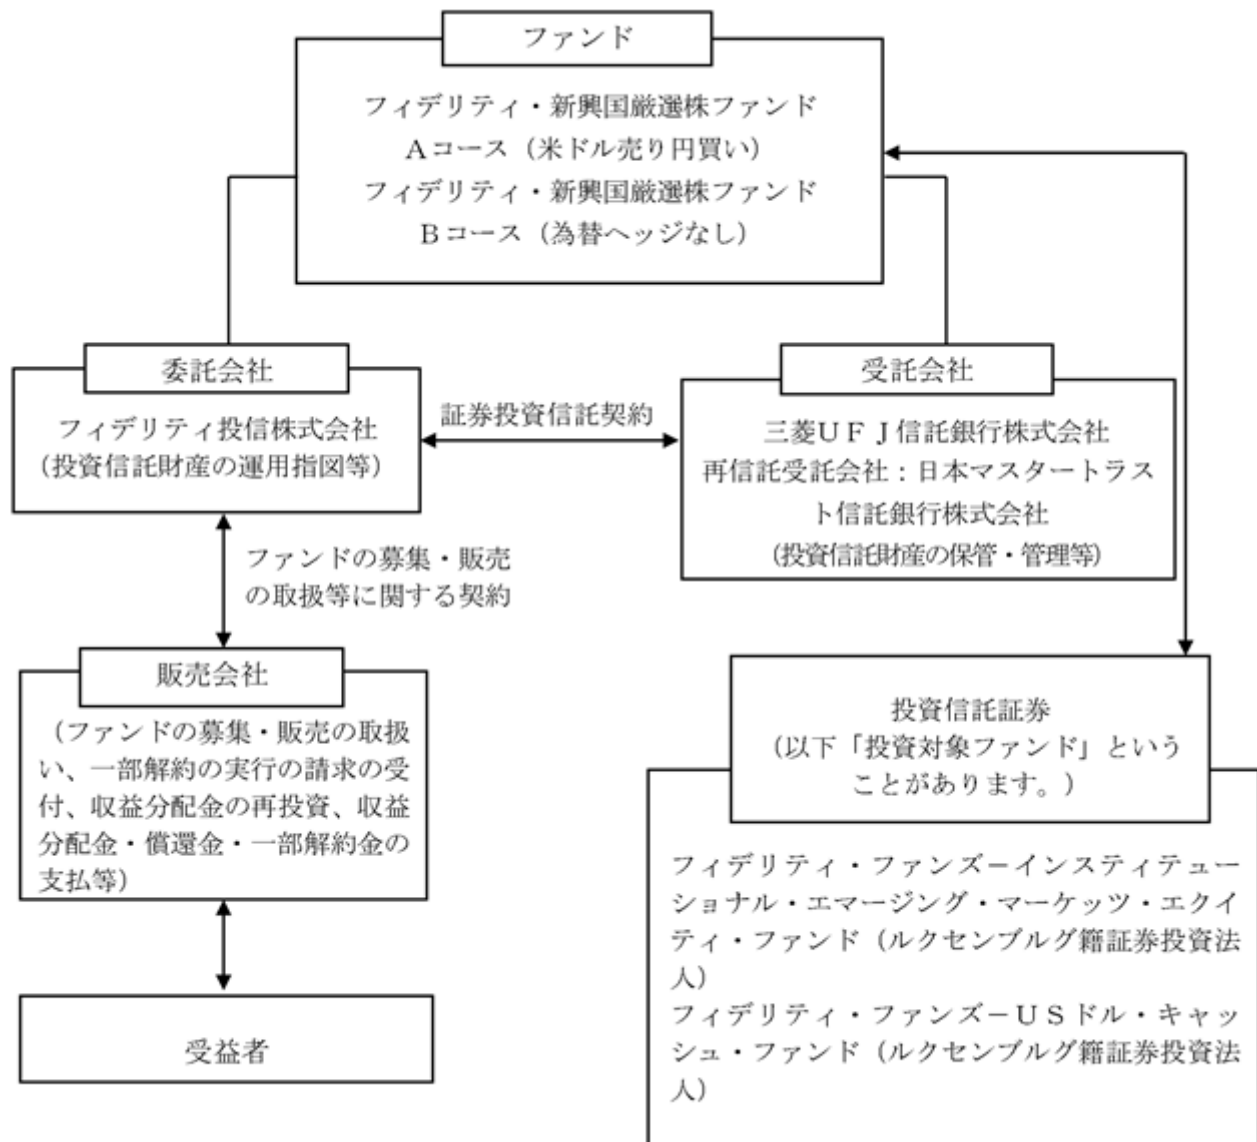 ファンド
フィデリティ・新興国厳選株ファンド
Aコース(米ドル売り円買い)
フィデリティ・新興国厳選株ファンド
Bコース(為替ヘッジなし)
委託会社
フィデリティ投信株式会社
(投資信託財産の運用指図等)
証券投資信託契約
受託会社
三菱UFJ信託銀行株式会社
再信託受託会社:日本マスタートラス
ト信託銀行株式会社
(投資信託財産の保管・管理等)
ファンドの募集・販売
の取扱等に関する契約
販売会社
(ファンドの募集・販売の取扱
い、一部解約の実行の請求の受
付、収益分配金の再投資、収益
分配金・償還金・一部解約金の
支払等)
受益者
投資信託証券
(以下「投資対象ファンド」という
ことがあります。)
フィデリティ・ファンズ-インスティテュー
ショナル・エマージング・マーケッツ・エクイ
ティ・ファンド(ルクセンブルグ籍証券投資法
人)
フィデリティ・ファンズ-USドル・キャッ
シュ・ファンド(ルクセンブルグ籍証券投資法
人)